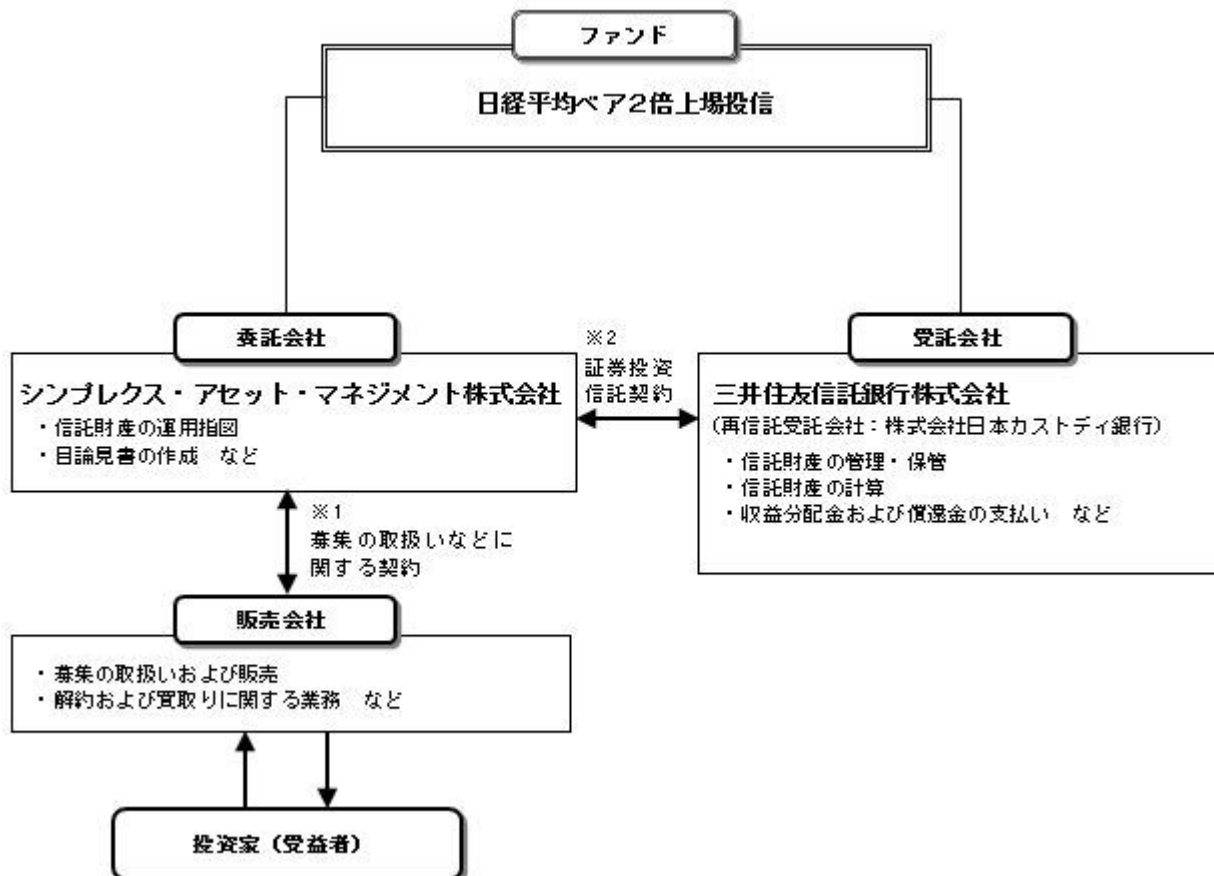 ファンド
日経平均ベア2倍上場投信
委託会社
シンプレクス・アセット・マネジメント株式会社
・信託財産の運用指図
・目論見書の作成 など
※2
証券投資
信託契約
受託会社
三井住友信託銀行株式会社
(再信託受託会社:株式会社日本カストディ銀行)
・信託財産の管理・保管
・信託財産の計算
・収益分配金および償還金の支払い など
※1
募集の取扱いなどに
関する契約
販売会社
・募集の取扱いおよび販売
・解約および買取りに関する業務 など
投資家(受益者)